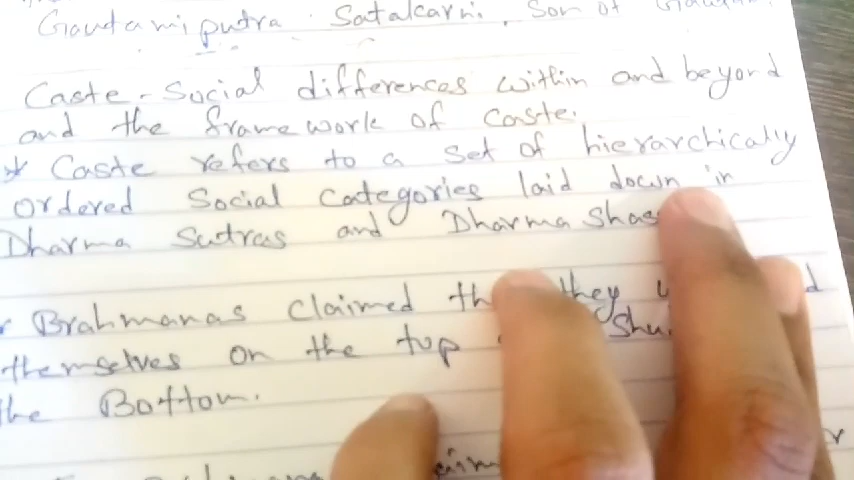 Gautamiputra Satakarni, Son of
Caste - Social differences within and beyond
and the framework of caste.
* Caste refers to a set of hierarchically
ordered Social Categories laid down in
Dharma Sutras and Dharma
Brahmanas claimed they
themselves on the top
the Bottom.